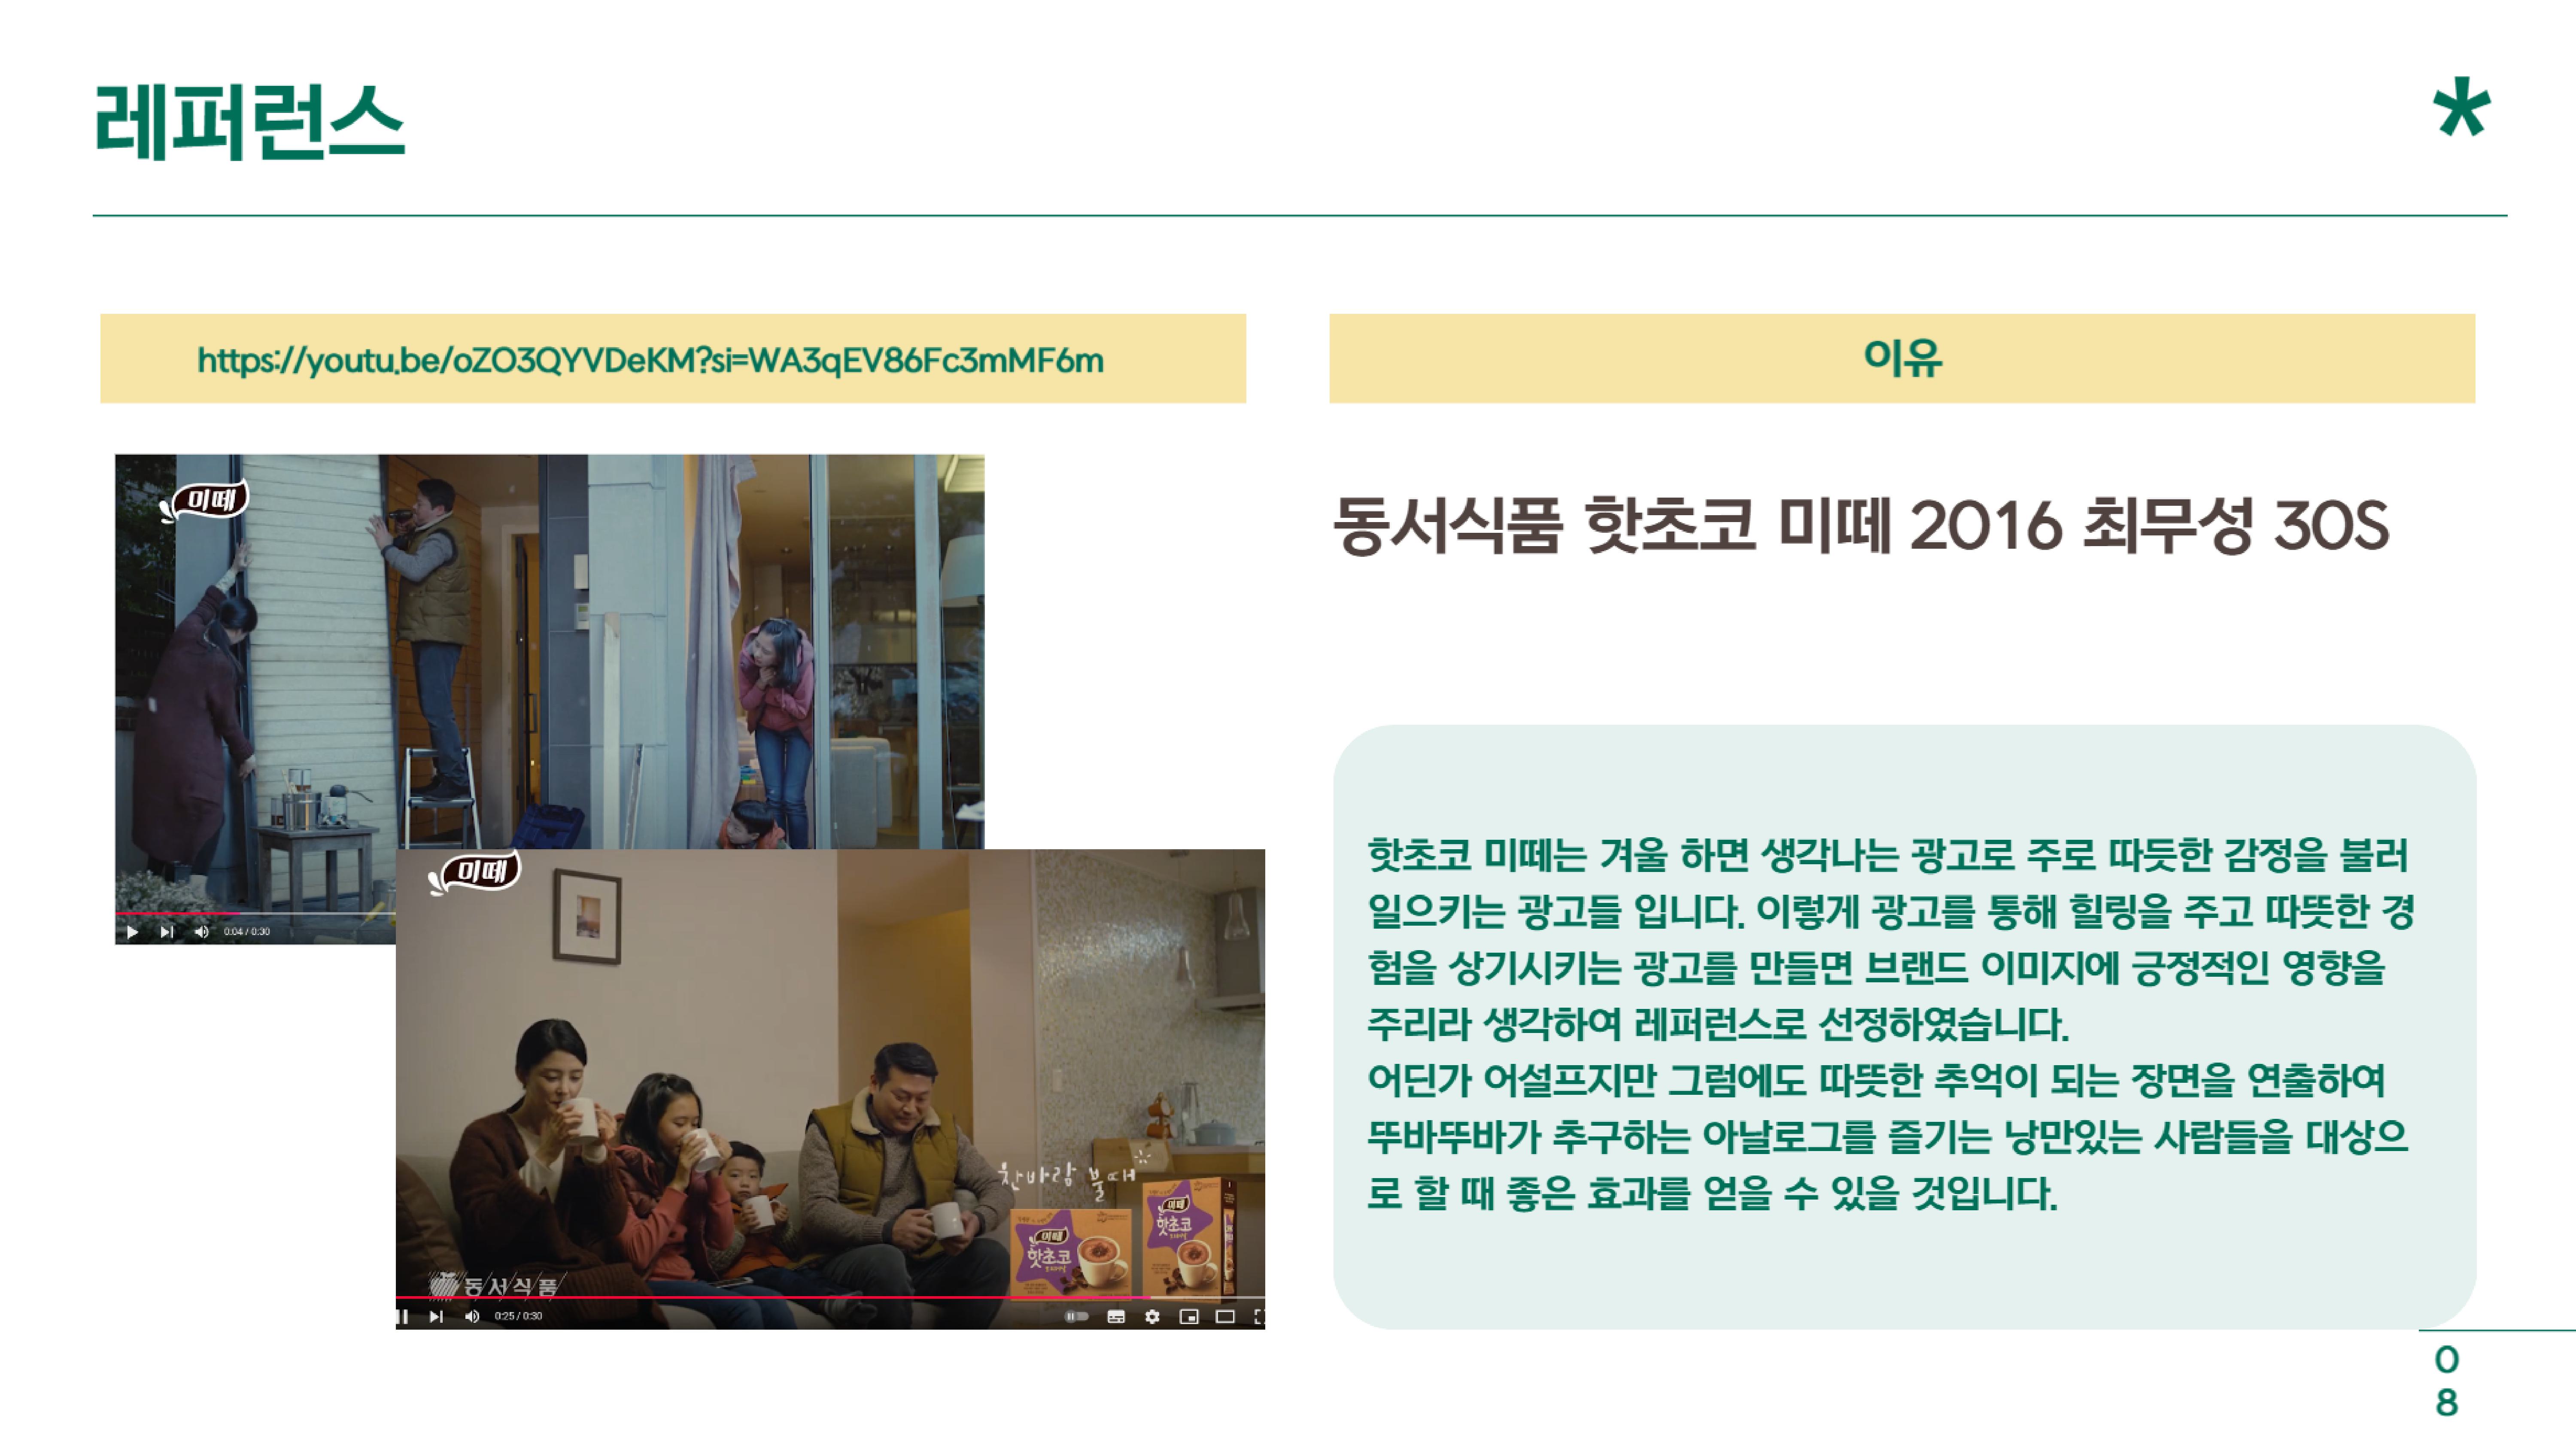 레퍼런스
*
https://youtu.be/oZO3QYVDeKM?si=WA3qEV86Fc3mMF6m
이유
미떼
0:04 / 0:30
미떼
찬바람 불때
미떼
핫초코
미떼
핫초코
동서식품
0:25 / 0:30
동서식품 핫초코 미떼 2016 최무성 30S
핫초코 미떼는 겨울 하면 생각나는 광고로 주로 따듯한 감정을 불러
일으키는 광고들 입니다. 이렇게 광고를 통해 힐링을 주고 따뜻한 경
험을 상기시키는 광고를 만들면 브랜드 이미지에 긍정적인 영향을
주리라 생각하여 레퍼런스로 선정하였습니다.
어딘가 어설프지만 그럼에도 따뜻한 추억이 되는 장면을 연출하여
뚜바뚜바가 추구하는 아날로그를 즐기는 낭만있는 사람들을 대상으
로 할 때 좋은 효과를 얻을 수 있을 것입니다.
0
8